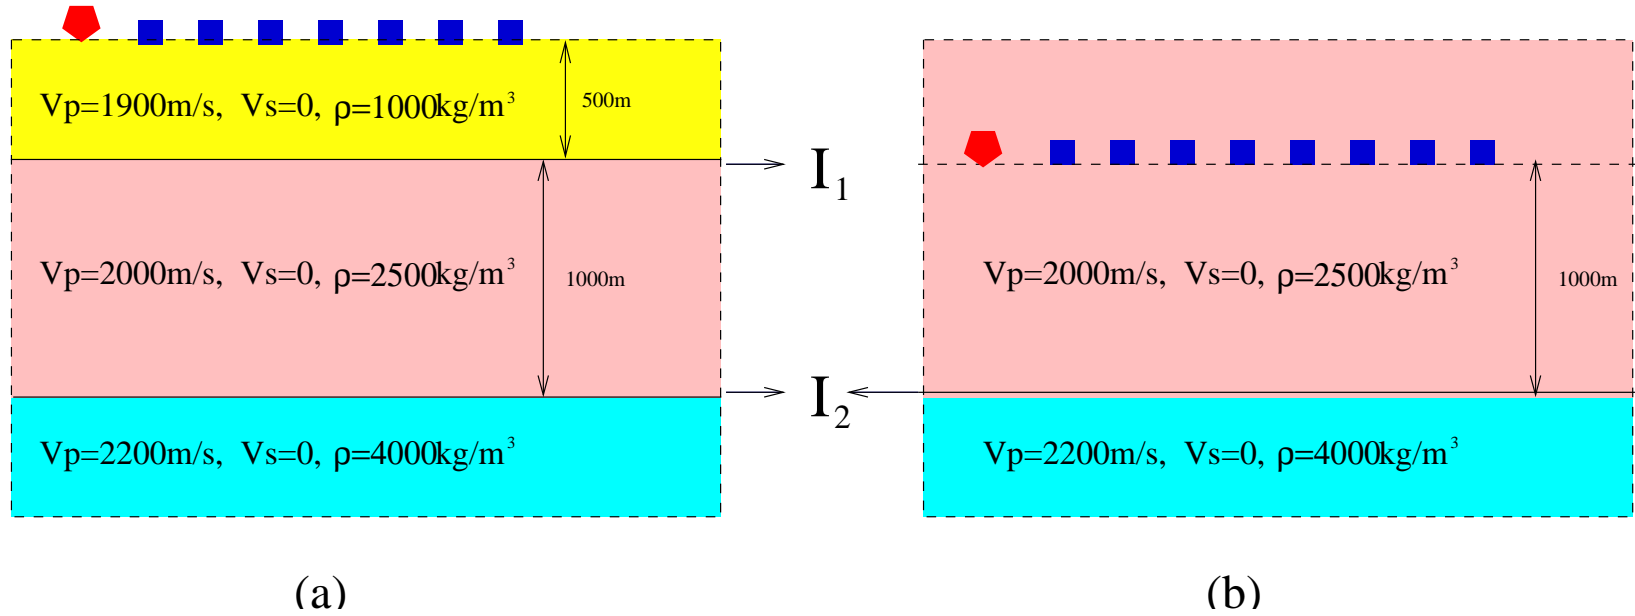 Vp=1900m/s, Vs=0, ρ=1000kg/m³
500m
I₁
Vp=2000m/s, Vs=0, ρ=2500kg/m³
1000m
Vp=2000m/s, Vs=0, ρ=2500kg/m³
1000m
I₂
Vp=2200m/s, Vs=0, ρ=4000kg/m³
Vp=2200m/s, Vs=0, ρ=4000kg/m³
(a)
(b)